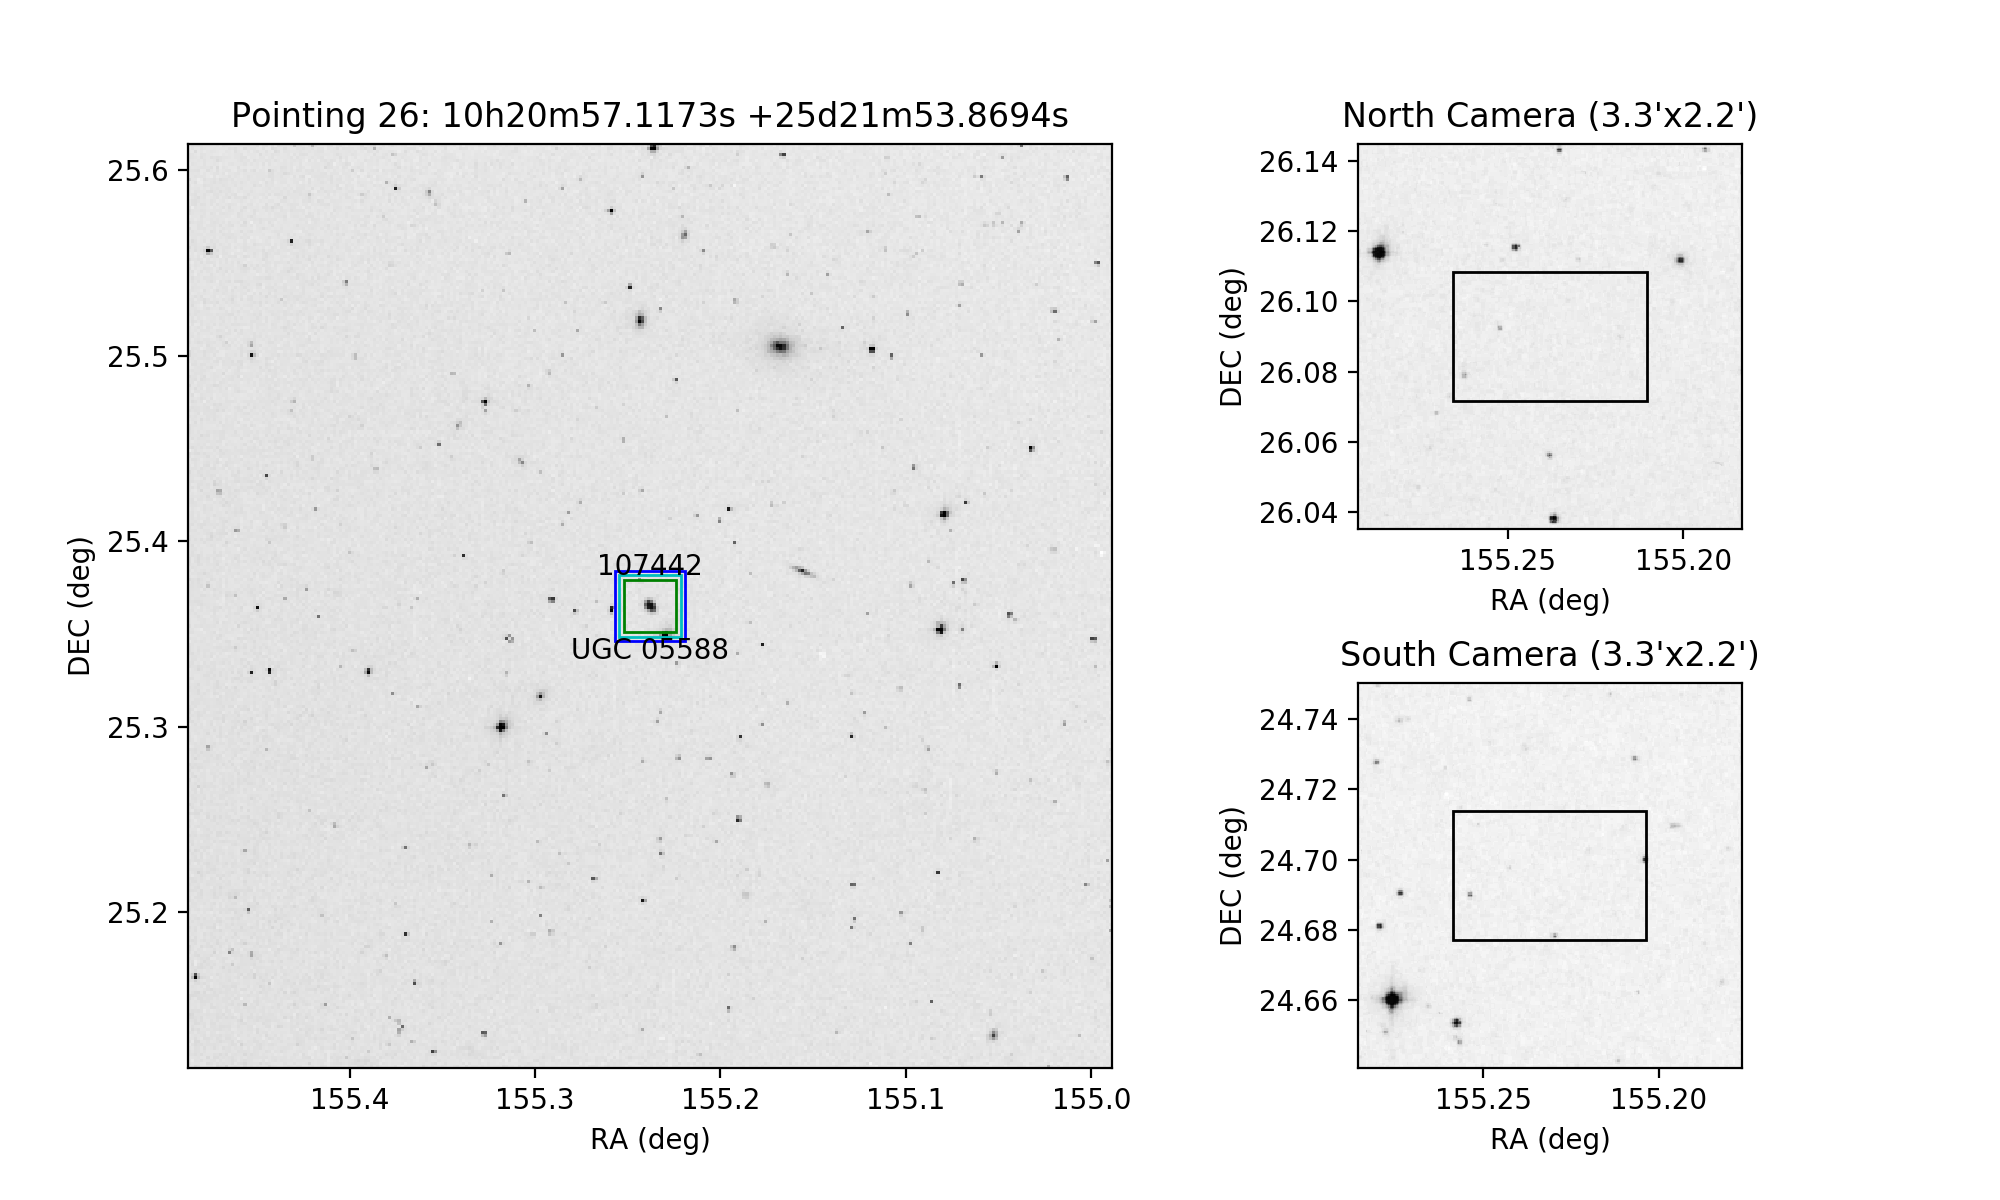 Pointing 26: 10h20m57.1173s +25d21m53.8694s
25.6
25.5
25.4
25.3
25.2
DEC (deg)
107442
UGC 05588
155.4 155.3 155.2 155.1 155.0
RA (deg)
North Camera (3.3'x2.2')
26.14
26.12
26.10
26.08
26.06
26.04
DEC (deg)
155.25 155.20
RA (deg)
South Camera (3.3'x2.2')
24.74
24.72
24.70
24.68
24.66
DEC (deg)
155.25 155.20
RA (deg)